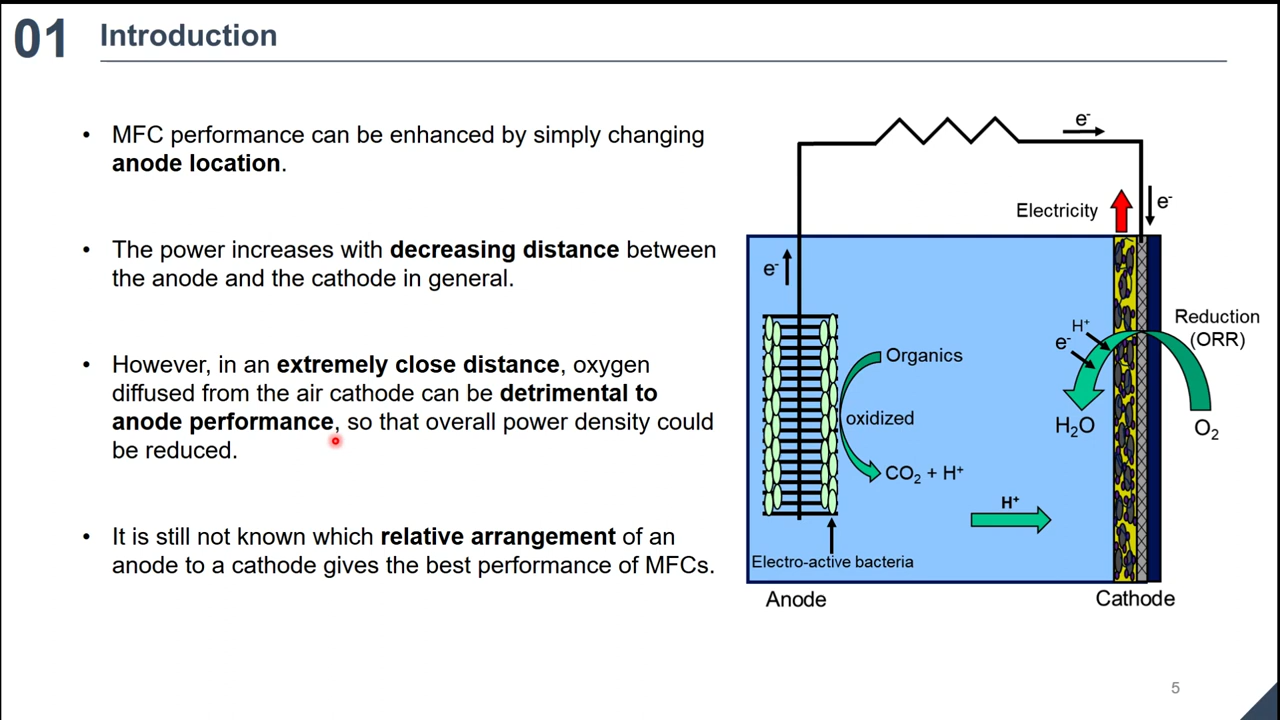 01 Introduction
• MFC performance can be enhanced by simply changing
anode location.
• The power increases with decreasing distance between
the anode and the cathode in general.
• However, in an extremely close distance, oxygen
diffused from the air cathode can be detrimental to
anode performance, so that overall power density could
be reduced.
• It is still not known which relative arrangement of an
anode to a cathode gives the best performance of MFCs.
e⁻
Electricity
e⁻
e⁻
Organics
oxidized
CO₂ + H⁺
H⁺
Electro-active bacteria
Anode
H⁺
e⁻
H₂O
Reduction
(ORR)
O₂
Cathode
5